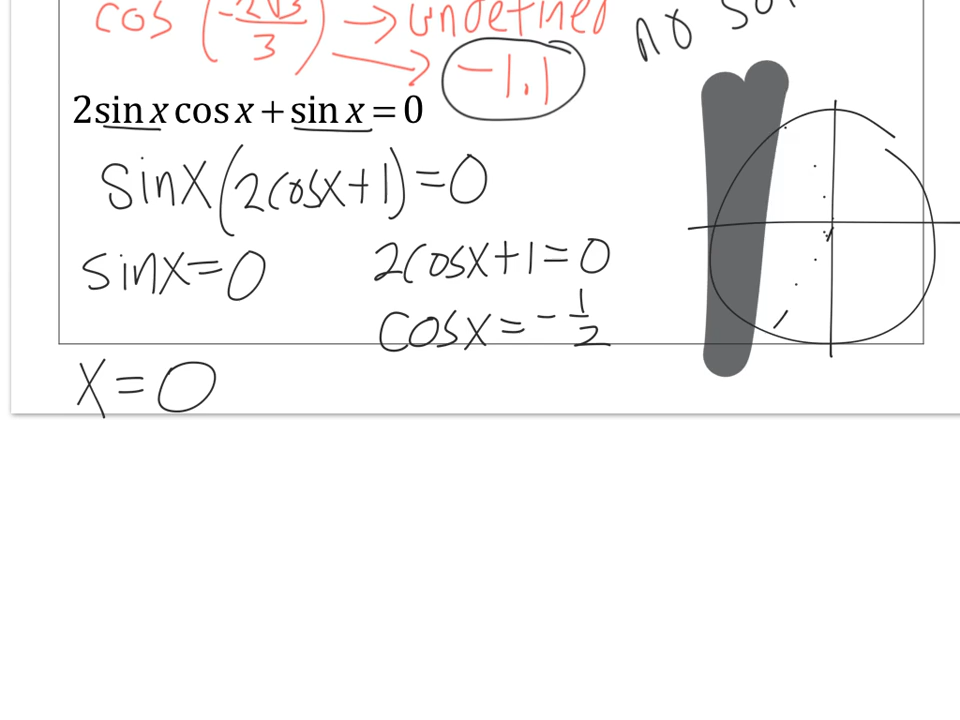 cos (-2√3/3) → undefined
→ -1.1
no
2sin x cos x + sin x = 0
sinx(2cosx+1)=0
sinx=0 2cosx+1=0
cosx=-1/2
x=0